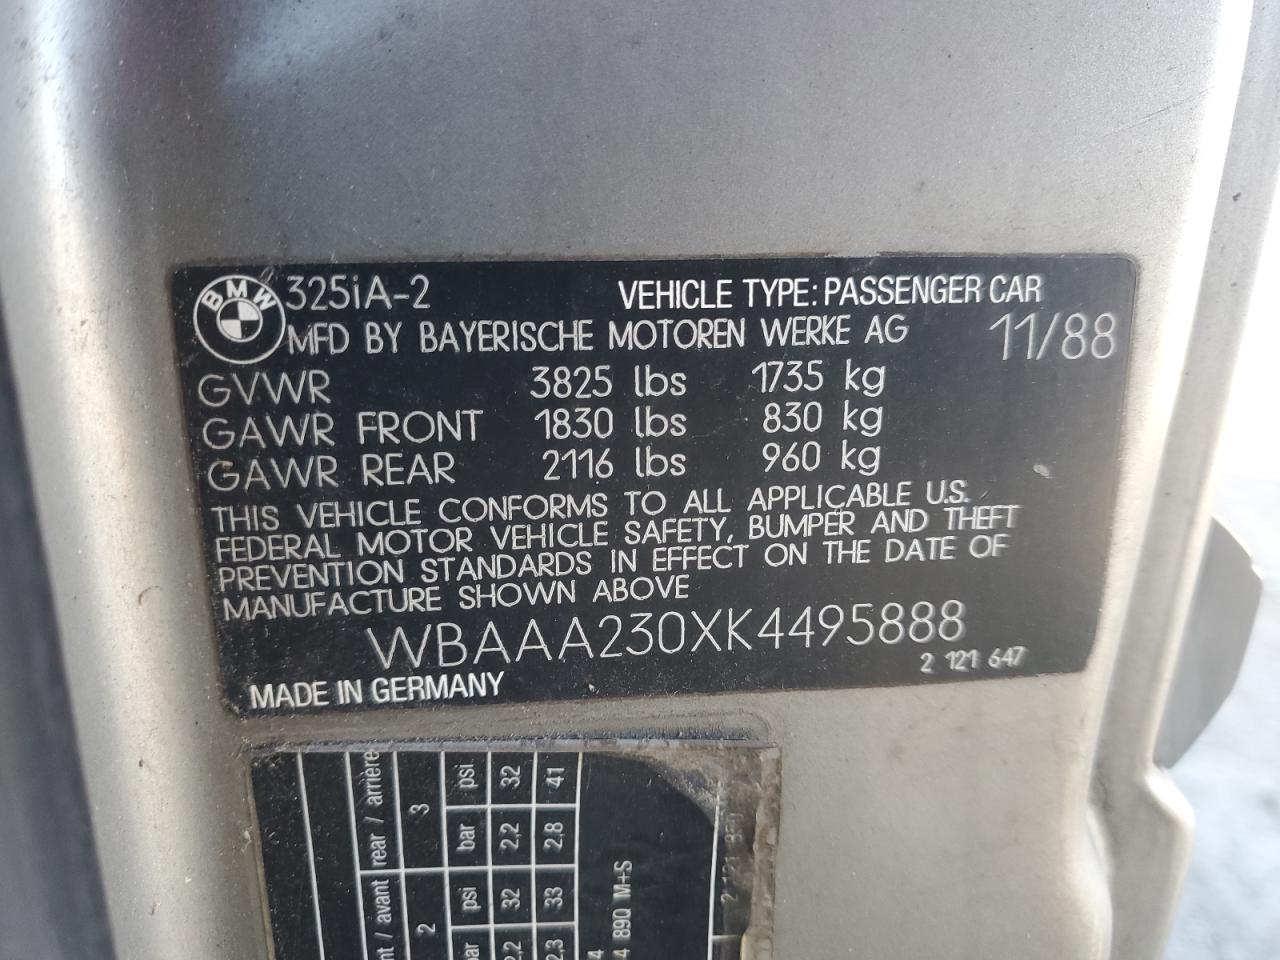 BMW
325iA-2 VEHICLE TYPE: PASSENGER CAR
MFD BY BAYERISCHE MOTOREN WERKE AG 11/88
GVWR 3825 lbs 1735 kg
GAWR FRONT 1830 lbs 830 kg
GAWR REAR 2116 lbs 960 kg
THIS VEHICLE CONFORMS TO ALL APPLICABLE U.S.
FEDERAL MOTOR VEHICLE SAFETY, BUMPER AND THEFT
PREVENTION STANDARDS IN EFFECT ON THE DATE OF
MANUFACTURE SHOWN ABOVE
WBAAA230XK4495888
2 121 647
MADE IN GERMANY
/ avant rear / arrière
2 3
psi bar psi
32 2,2 32
33 2,8 41
890 M+S
2 121